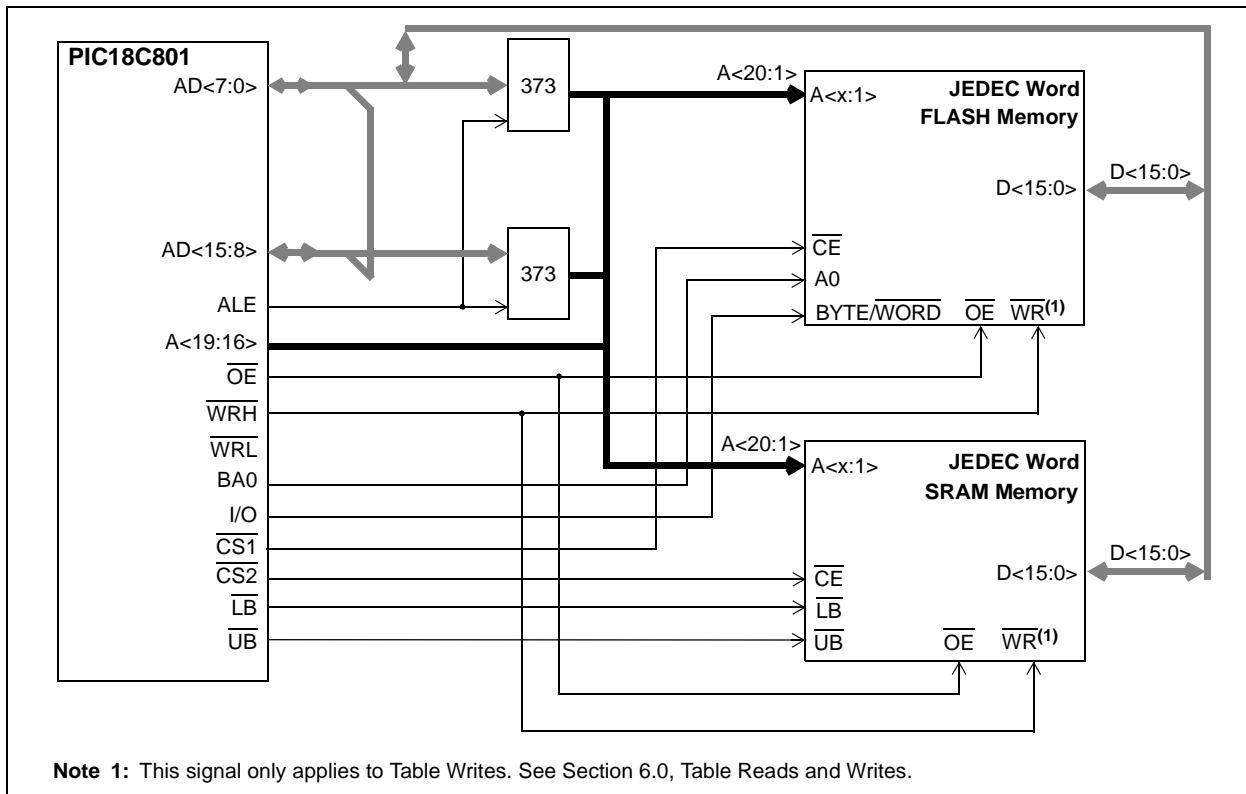 PIC18C801
AD<7:0>
AD<15:8>
ALE
A<19:16>
OE
WRH
WRL
BA0
I/O
CS1
CS2
LB
UB
373
373
A<20:1>
A<x:1>
JEDEC Word
FLASH Memory
D<15:0>
D<15:0>
CE
A0
BYTE/WORD OE WR(1)
A<20:1>
A<x:1>
JEDEC Word
SRAM Memory
D<15:0>
D<15:0>
CE
LB
UB OE WR(1)
Note 1: This signal only applies to Table Writes. See Section 6.0, Table Reads and Writes.